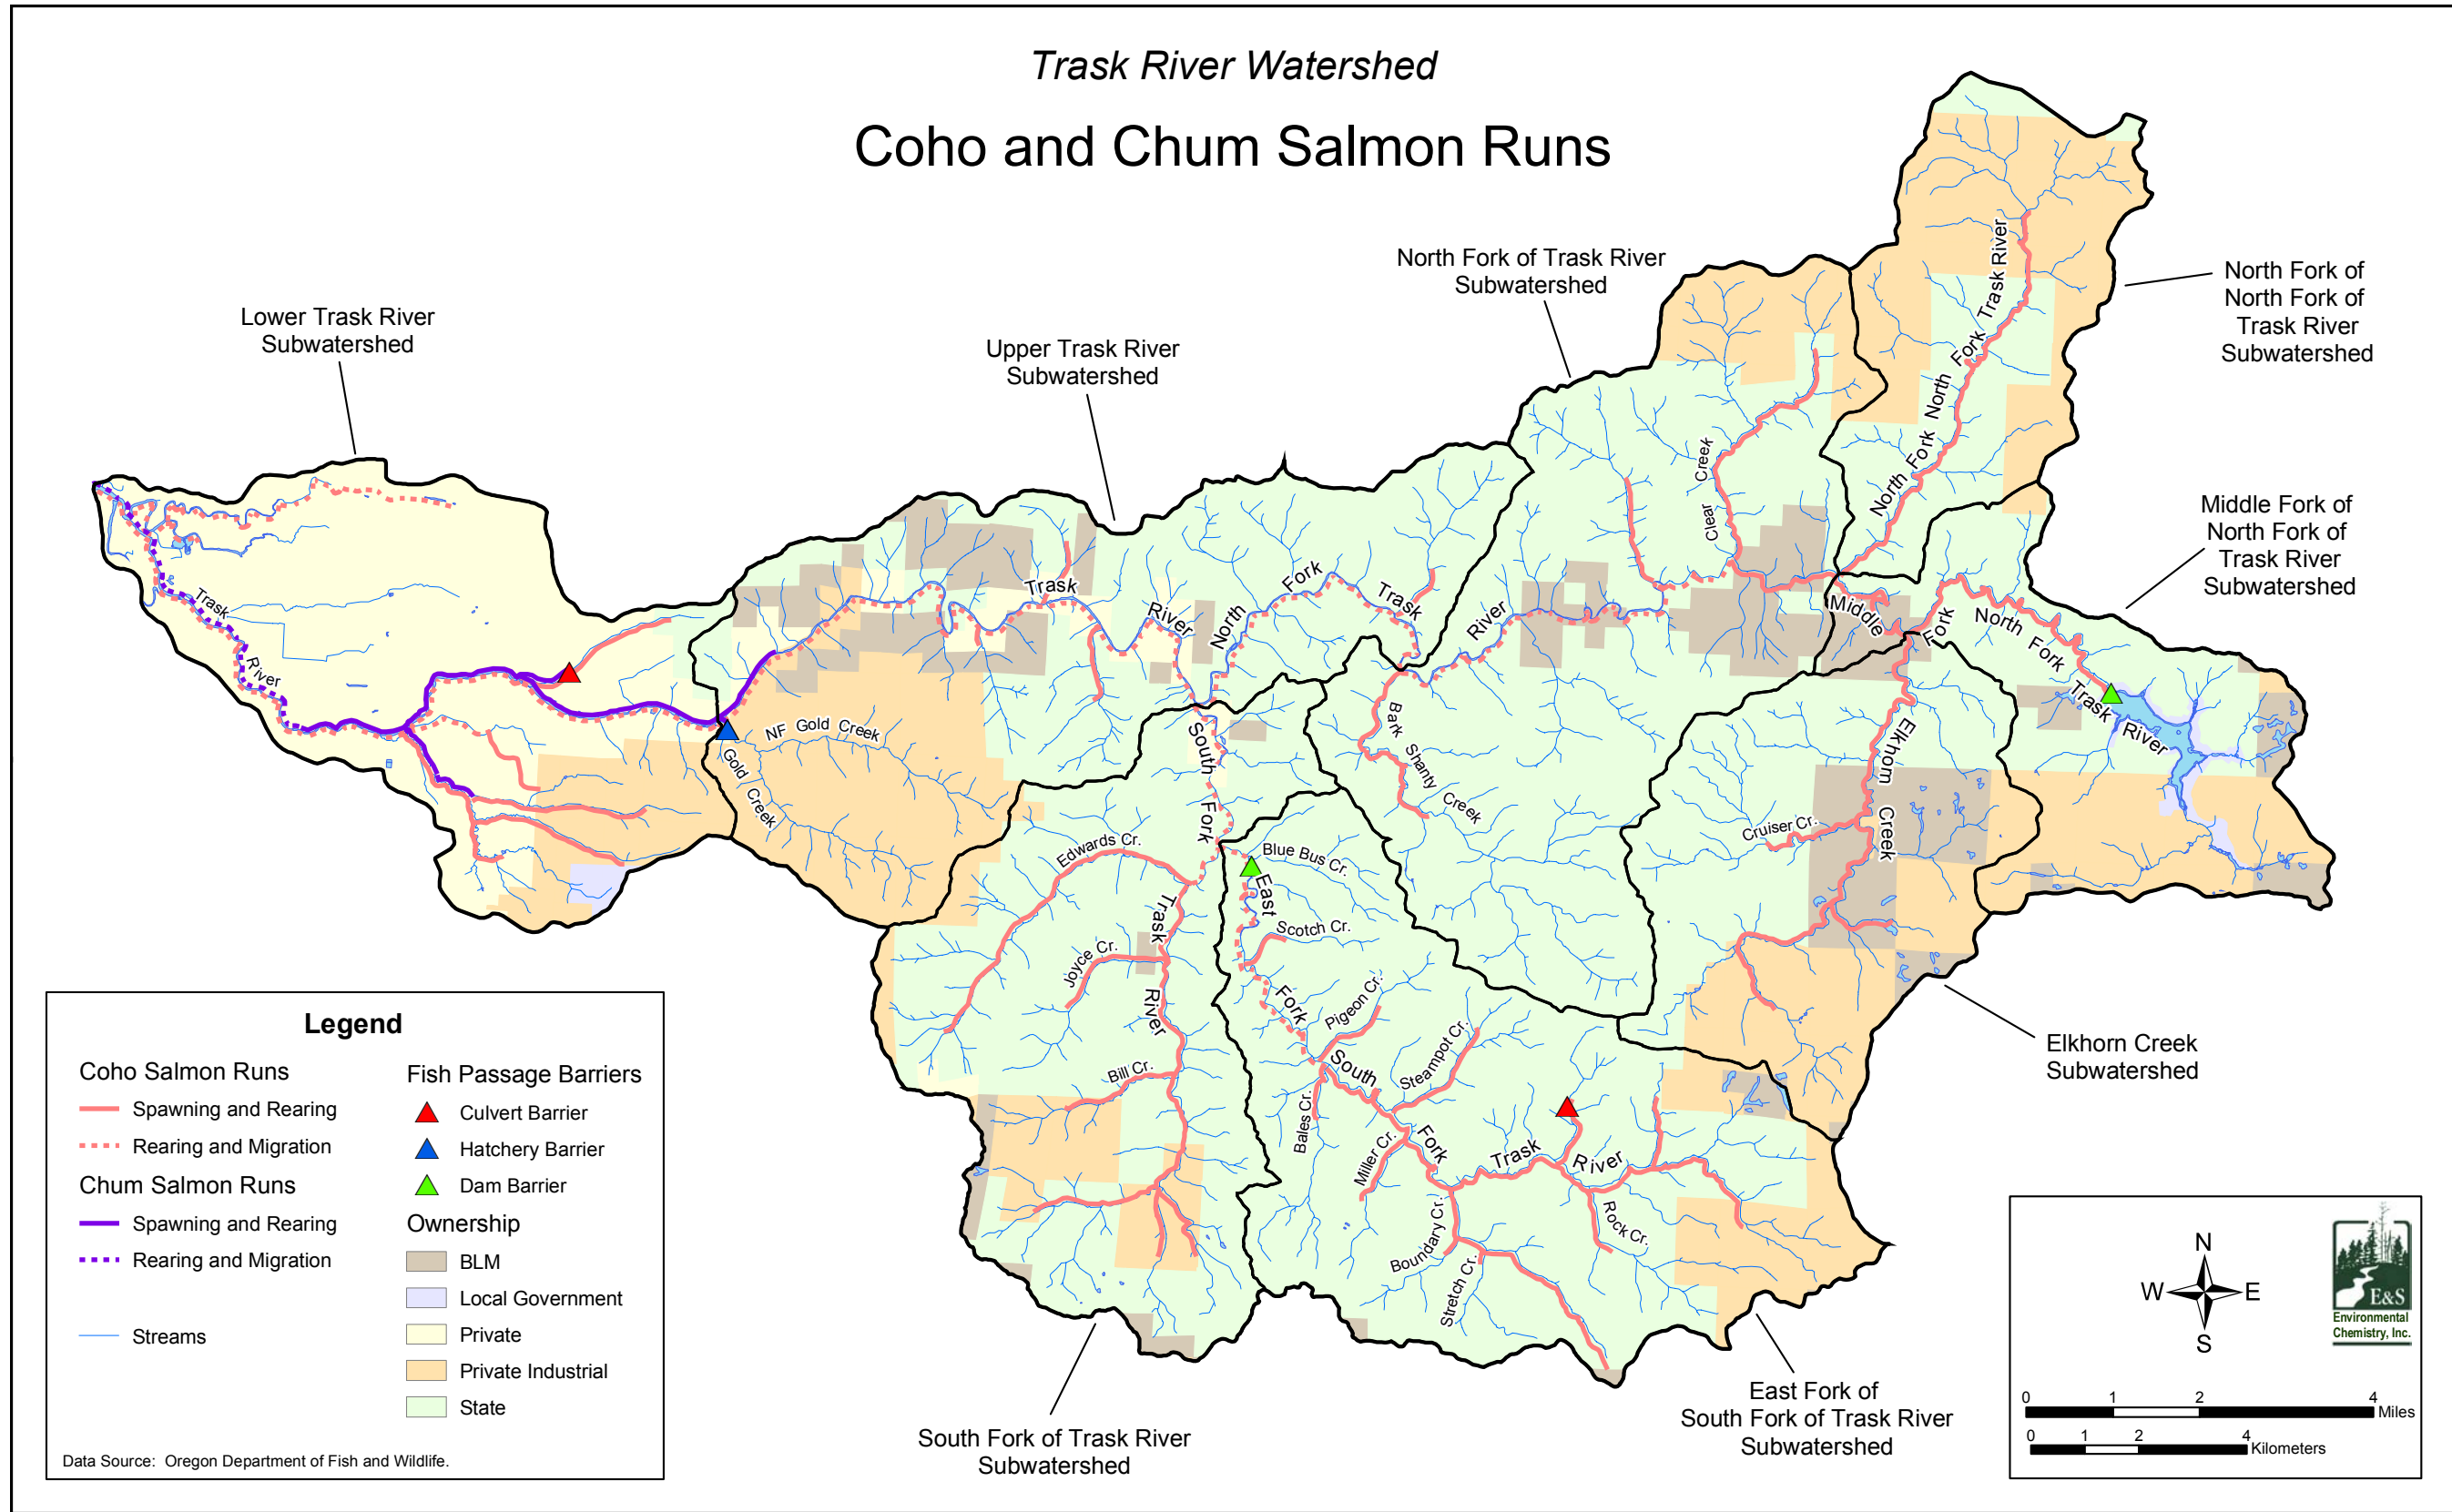 Trask River Watershed
Coho and Chum Salmon Runs
North Fork of Trask River
Subwatershed
North Fork of
North Fork of
Trask River
Subwatershed
Lower Trask River
Subwatershed
Upper Trask River
Subwatershed
Middle Fork of
North Fork of
Trask River
Subwatershed
North Fork North Fork Trask River
Clear Creek
Trask River
Trask River
North Fork Trask River
Middle Fork North Fork Trask River
NF Gold Creek
Gold Creek
South Fork Trask River
Bark Shanty Creek
Elkhorn Creek
Cruiser Cr.
Edwards Cr.
Blue Bus Cr.
East Fork South Fork Trask River
Scotch Cr.
Joyce Cr.
Pigeon Cr.
Steampot Cr.
Bill Cr.
Bales Cr.
Miller Cr.
Boundary Cr.
Stretch Cr.
Rock Cr.
Elkhorn Creek
Subwatershed
East Fork of
South Fork of Trask River
Subwatershed
South Fork of Trask River
Subwatershed
Legend
Coho Salmon Runs
Spawning and Rearing
Rearing and Migration
Chum Salmon Runs
Spawning and Rearing
Rearing and Migration
Streams
Fish Passage Barriers
Culvert Barrier
Hatchery Barrier
Dam Barrier
Ownership
BLM
Local Government
Private
Private Industrial
State
Data Source: Oregon Department of Fish and Wildlife.
N
W E
S
E&S
Environmental
Chemistry, Inc.
0 1 2 4
Miles
0 1 2 4
Kilometers